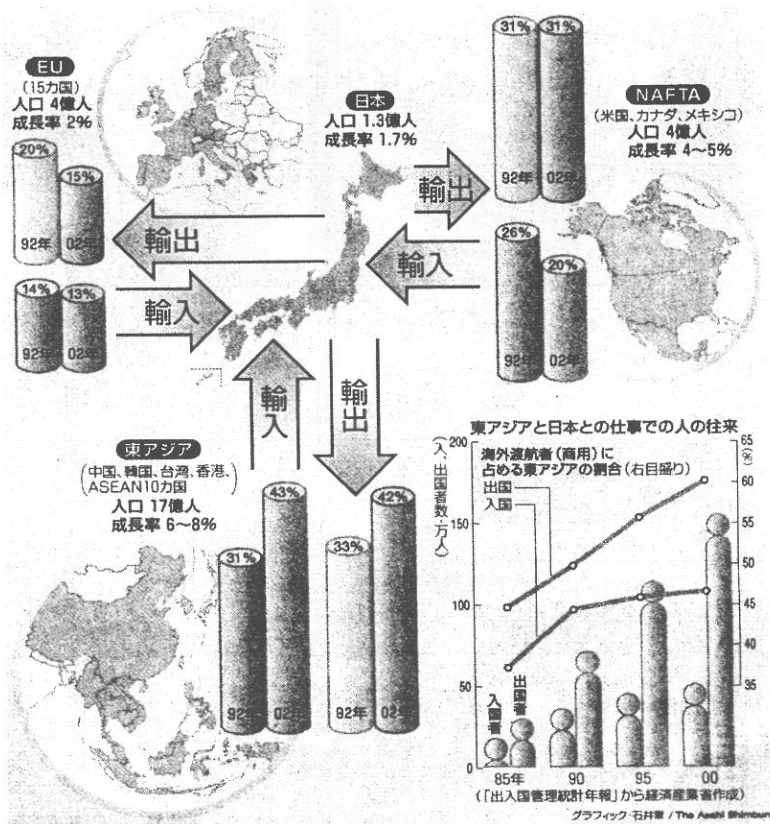 EU
(15カ国)
人口 4億人
成長率 2%
20%
15%
92年
02年
14%
13%
92年
02年
輸出
輸入
日本
人口 1.3億人
成長率 1.7%
輸出
輸入
31%
31%
92年
02年
26%
20%
92年
02年
NAFTA
(米国、カナダ、メキシコ)
人口 4億人
成長率 4〜5%
輸入
輸出
東アジア
(中国、韓国、台湾、香港、
ASEAN10カ国)
人口 17億人
成長率 6〜8%
31%
43%
92年
02年
33%
42%
92年
02年
東アジアと日本との仕事での人の往来
(入、出国者数・万人)
200
150
100
50
0
海外渡航者(商用)に
占める東アジアの割合(右目盛り)
出国
入国
65
(%)
60
55
50
45
40
35
入国者
出国者
85年
90
95
00
(「出入国管理統計年報」から経済産業省作成)
グラフィック・石井章 / The Asahi Shimbun